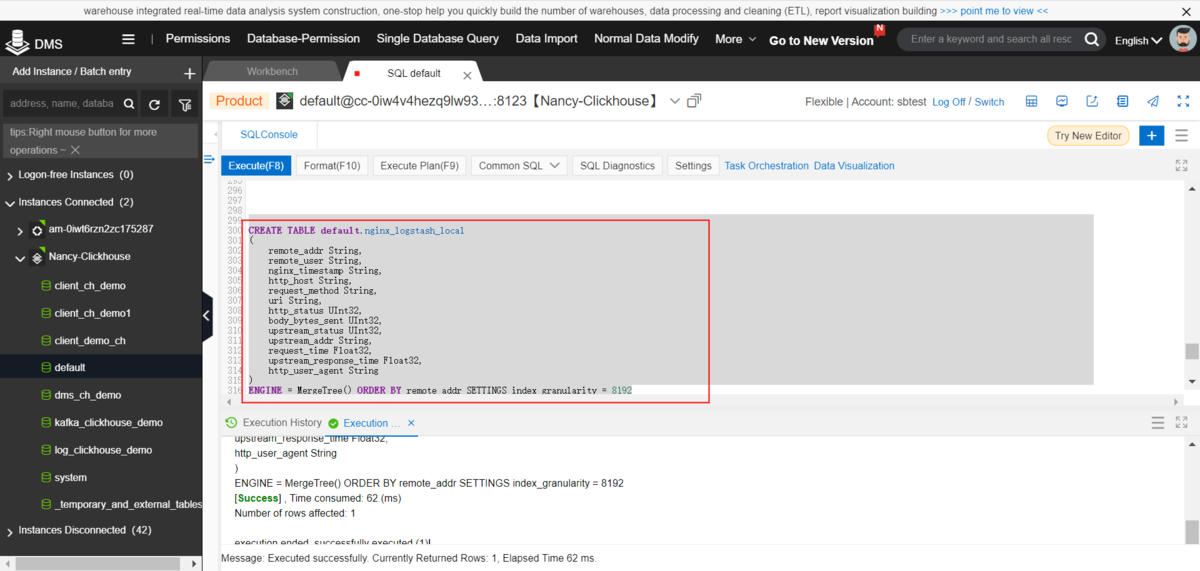 warehouse integrated real-time data analysis system construction, one-stop help you quickly build the number of warehouses, data processing and cleaning (ETL), report visualization building >>> point me to view <<
DMS
Permissions Database-Permission Single Database Query Data Import Normal Data Modify More Go to New Version N Enter a keyword and search all resc English
Add Instance / Batch entry
Workbench SQL default
address, name, databa
Product default@cc-0iw4v4hezq9lw93...:8123【Nancy-Clickhouse】 Flexible | Account: sbtest Log Off / Switch
tips:Right mouse button for more
operations ~
SQLConsole Try New Editor
Execute(F8) Format(F10) Execute Plan(F9) Common SQL SQL Diagnostics Settings Task Orchestration Data Visualization
Logon-free Instances (0)
Instances Connected (2)
am-0iwt6rzn2zc175287
Nancy-Clickhouse
client_ch_demo
client_ch_demo1
client_demo_ch
default
dms_ch_demo
kafka_clickhouse_demo
log_clickhouse_demo
system
_temporary_and_external_tables
Instances Disconnected (42)
295
296
297
298
299
300 CREATE TABLE default.nginx_logstash_local
301 (
302 remote_addr String,
303 remote_user String,
304 nginx_timestamp String,
305 http_host String,
306 request_method String,
307 uri String,
308 http_status UInt32,
309 body_bytes_sent UInt32,
310 upstream_status UInt32,
311 upstream_addr String,
312 request_time Float32,
313 upstream_response_time Float32,
314 http_user_agent String
315 )
316 ENGINE = MergeTree() ORDER BY remote_addr SETTINGS index_granularity = 8192
Execution History Execution ...
upstream_response_time Float32,
http_user_agent String
)
ENGINE = MergeTree() ORDER BY remote_addr SETTINGS index_granularity = 8192
[Success] , Time consumed: 62 (ms)
Number of rows affected: 1
execution ended, successfully executed (1)!
Message: Executed successfully. Currently Returned Rows: 1, Elapsed Time 62 ms.